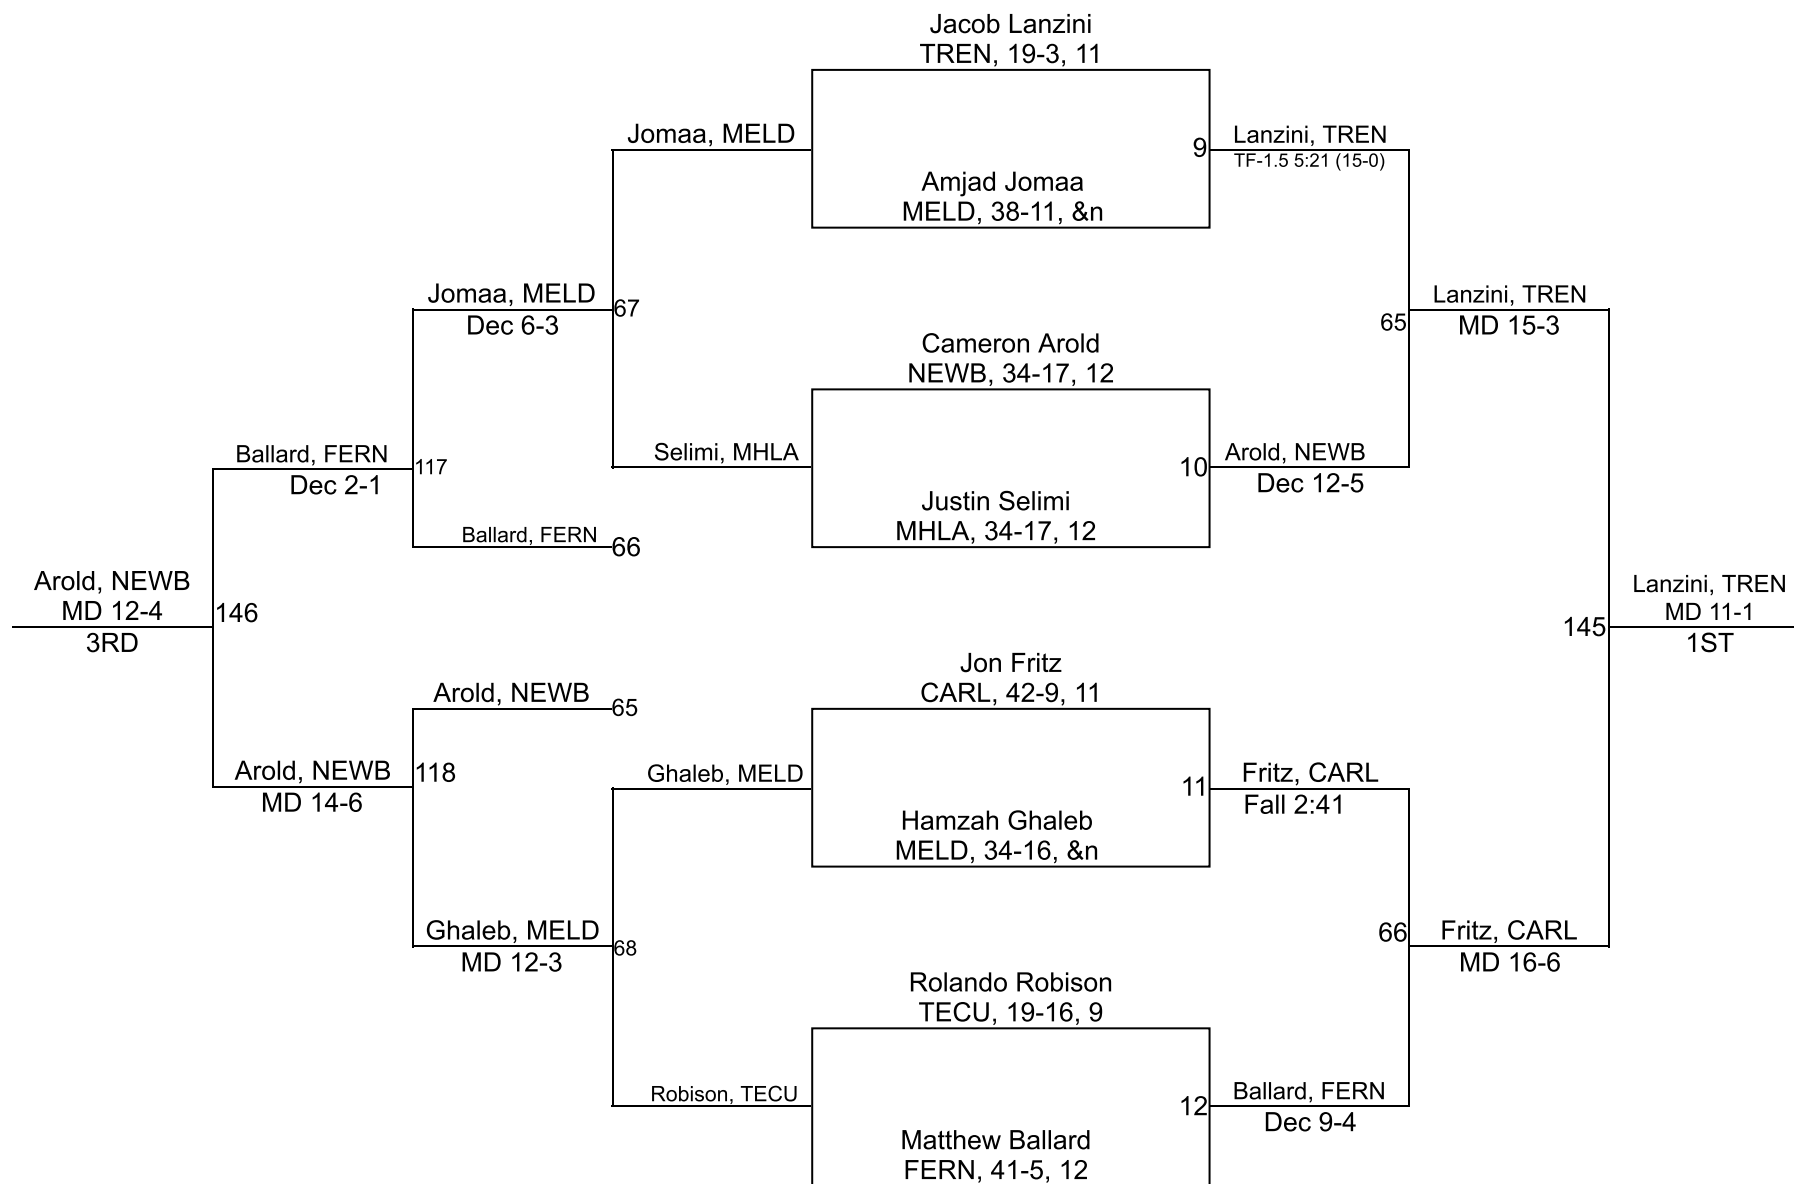 Jacob Lanzini
TREN, 19-3, 11
Jomaa, MELD
9
Lanzini, TREN
TF-1.5 5:21 (15-0)
Amjad Jomaa
MELD, 38-11, &n
Jomaa, MELD
Dec 6-3
67
Lanzini, TREN
MD 15-3
65
Cameron Arold
NEWB, 34-17, 12
Selimi, MHLA
10
Arold, NEWB
Dec 12-5
Justin Selimi
MHLA, 34-17, 12
Ballard, FERN
Dec 2-1
117
Ballard, FERN
66
Arold, NEWB
MD 12-4
3RD
146
145
Lanzini, TREN
MD 11-1
1ST
Jon Fritz
CARL, 42-9, 11
Arold, NEWB
65
Arold, NEWB
MD 14-6
118
Ghaleb, MELD
11
Fritz, CARL
Fall 2:41
Hamzah Ghaleb
MELD, 34-16, &n
Ghaleb, MELD
MD 12-3
68
66
Fritz, CARL
MD 16-6
Rolando Robison
TECU, 19-16, 9
Robison, TECU
12
Ballard, FERN
Dec 9-4
Matthew Ballard
FERN, 41-5, 12